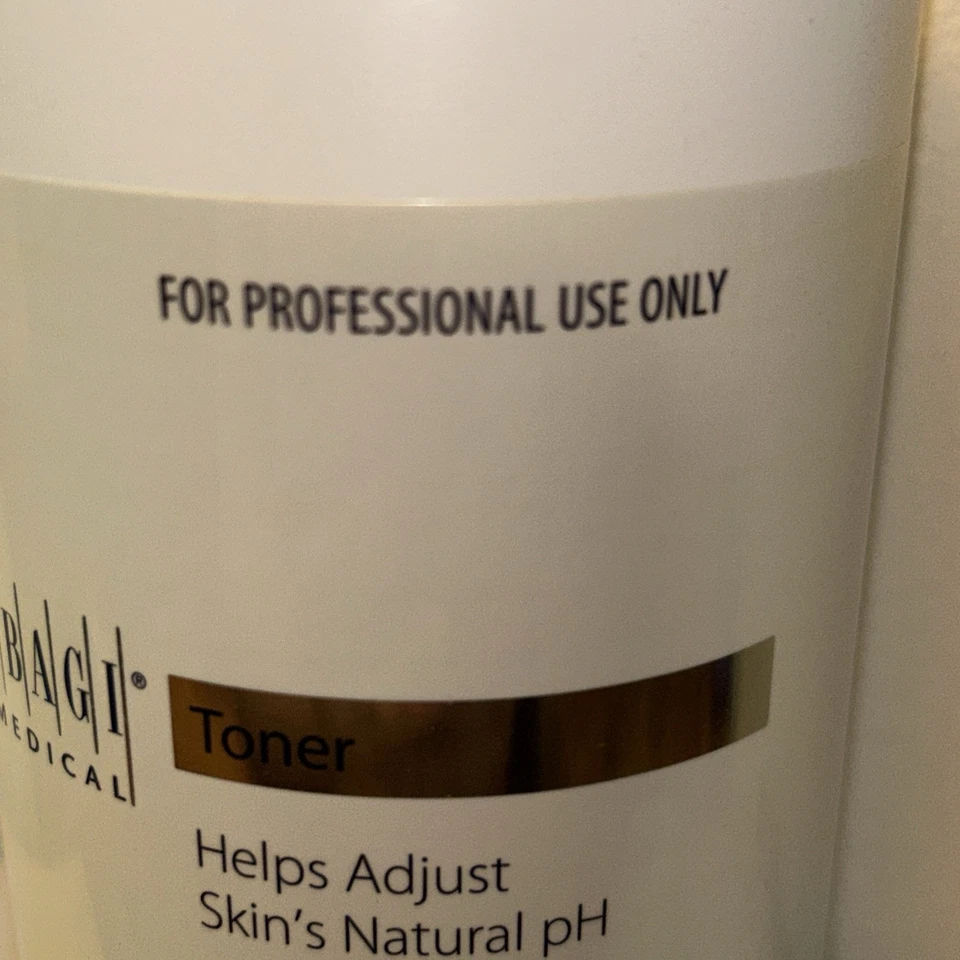 FOR PROFESSIONAL USE ONLY
BAGI®
MEDICAL
Toner
Helps Adjust
Skin's Natural pH